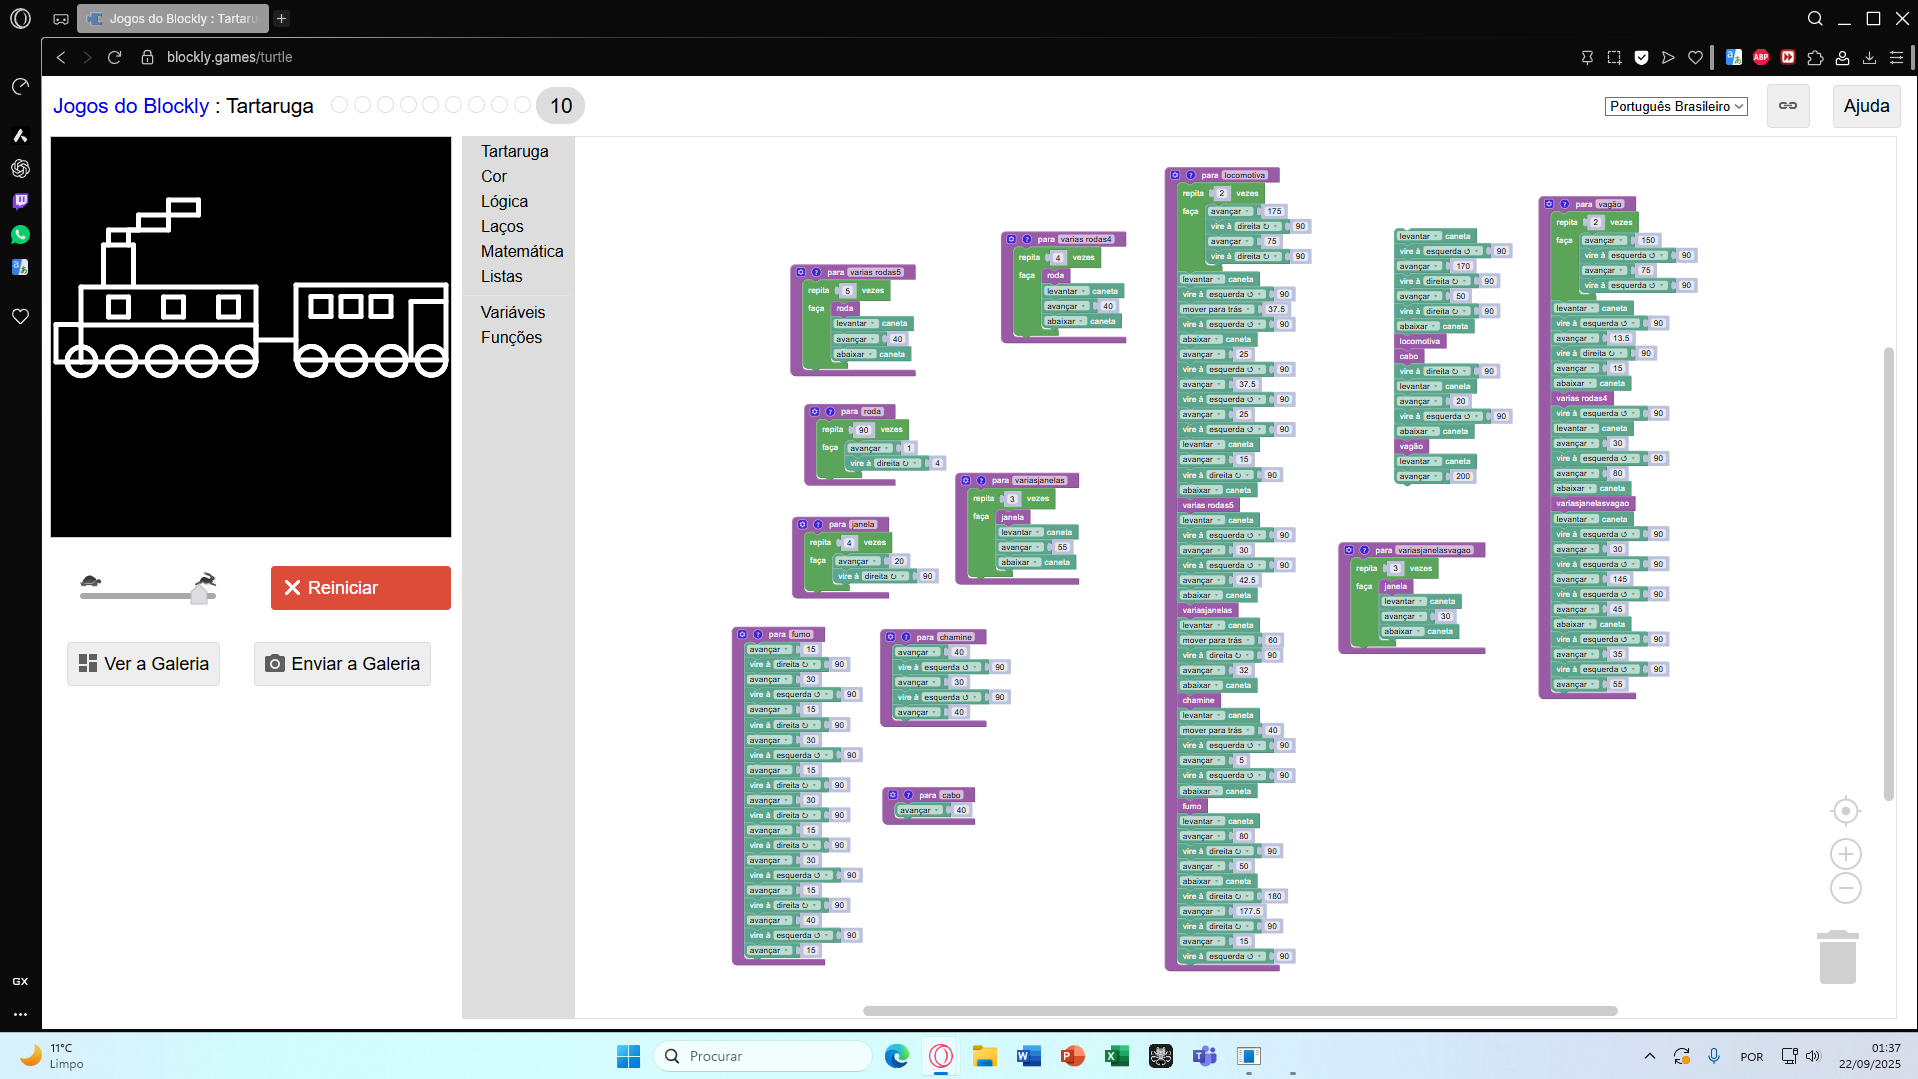 Jogos do Blockly : Tartaru
blockly.games/turtle
Jogos do Blockly : Tartaruga
10
Português Brasileiro
Ajuda
Tartaruga
Cor
Lógica
Laços
Matemática
Listas
Variáveis
Funções
Reiniciar
Ver a Galeria
Enviar a Galeria
para varias rodas5
repita 5 vezes
faça roda
levantar caneta
avançar 40
abaixar caneta
para roda
repita 90 vezes
faça avançar 1
vire à direita ↻ 4
para janela
repita 4 vezes
faça avançar 20
vire à direita ↻ 90
para fumo
avançar 15
vire à direita ↻ 90
avançar 30
vire à esquerda ↺ 90
avançar 15
vire à direita ↻ 90
avançar 30
vire à esquerda ↺ 90
avançar 15
vire à direita ↻ 90
avançar 30
vire à direita ↻ 90
avançar 15
vire à direita ↻ 90
avançar 30
vire à esquerda ↺ 90
avançar 15
vire à direita ↻ 90
avançar 40
vire à esquerda ↺ 90
avançar 15
para chamine
avançar 40
vire à esquerda ↺ 90
avançar 30
vire à esquerda ↺ 90
avançar 40
para cabo
avançar 40
para varias rodas4
repita 4 vezes
faça roda
levantar caneta
avançar 40
abaixar caneta
para variasjanelas
repita 3 vezes
faça janela
levantar caneta
avançar 55
abaixar caneta
para locomotiva
repita 2 vezes
faça avançar 175
vire à direita ↻ 90
avançar 75
vire à direita ↻ 90
levantar caneta
vire à esquerda ↺ 90
mover para trás 37.5
vire à esquerda ↺ 90
abaixar caneta
avançar 25
vire à esquerda ↺ 90
avançar 37.5
vire à esquerda ↺ 90
avançar 25
vire à esquerda ↺ 90
levantar caneta
avançar 15
vire à direita ↻ 90
abaixar caneta
varias rodas5
levantar caneta
vire à esquerda ↺ 90
avançar 30
vire à esquerda ↺ 90
avançar 42.5
abaixar caneta
variasjanelas
levantar caneta
mover para trás 60
vire à direita ↻ 90
avançar 32
abaixar caneta
chamine
levantar caneta
mover para trás 40
vire à esquerda ↺ 90
avançar 5
vire à esquerda ↺ 90
abaixar caneta
fumo
levantar caneta
avançar 80
vire à direita ↻ 90
avançar 50
abaixar caneta
vire à direita ↻ 180
avançar 177.5
vire à direita ↻ 90
avançar 15
vire à esquerda ↺ 90
levantar caneta
vire à esquerda ↺ 90
avançar 170
vire à direita ↻ 90
avançar 50
vire à direita ↻ 90
abaixar caneta
locomotiva
cabo
vire à direita ↻ 90
levantar caneta
avançar 20
vire à esquerda ↺ 90
abaixar caneta
vagão
levantar caneta
avançar 200
para variasjanelasvagao
repita 3 vezes
faça janela
levantar caneta
avançar 30
abaixar caneta
para vagão
repita 2 vezes
faça avançar 150
vire à esquerda ↺ 90
avançar 75
vire à esquerda ↺ 90
levantar caneta
vire à esquerda ↺ 90
avançar 13.5
vire à direita ↻ 90
avançar 15
abaixar caneta
varias rodas4
vire à esquerda ↺ 90
levantar caneta
avançar 30
vire à esquerda ↺ 90
avançar 80
abaixar caneta
variasjanelasvagao
levantar caneta
vire à esquerda ↺ 90
avançar 30
vire à esquerda ↺ 90
avançar 145
vire à esquerda ↺ 90
avançar 45
abaixar caneta
vire à esquerda ↺ 90
avançar 35
vire à esquerda ↺ 90
avançar 55
ABP
GX
11°C
Limpo
Procurar
POR
01:37
22/09/2025